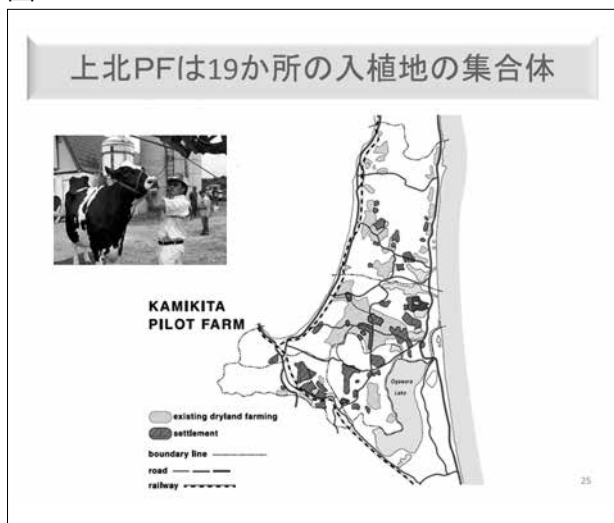 上北PFは19か所の入植地の集合体
KAMIKITA
PILOT FARM
Ogawara
Lake
existing dryland farming
settlement
boundary line
road
railway
25